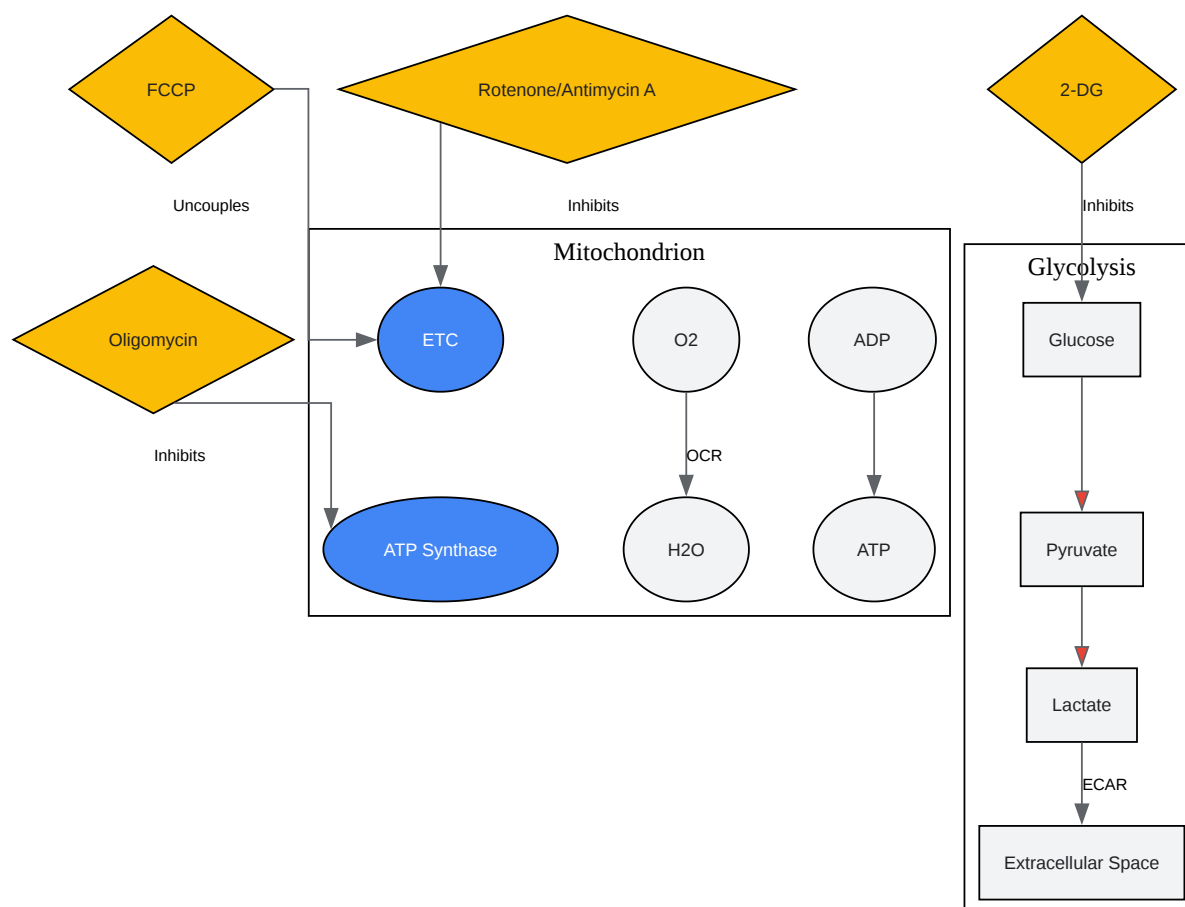 FCCP
Rotenone/Antimycin A
2-DG
Uncouples
Inhibits
Inhibits
Mitochondrion
Glycolysis
Oligomycin
ETC
O2
ADP
Glucose
Inhibits
OCR
ATP Synthase
H2O
ATP
Pyruvate
Lactate
ECAR
Extracellular Space